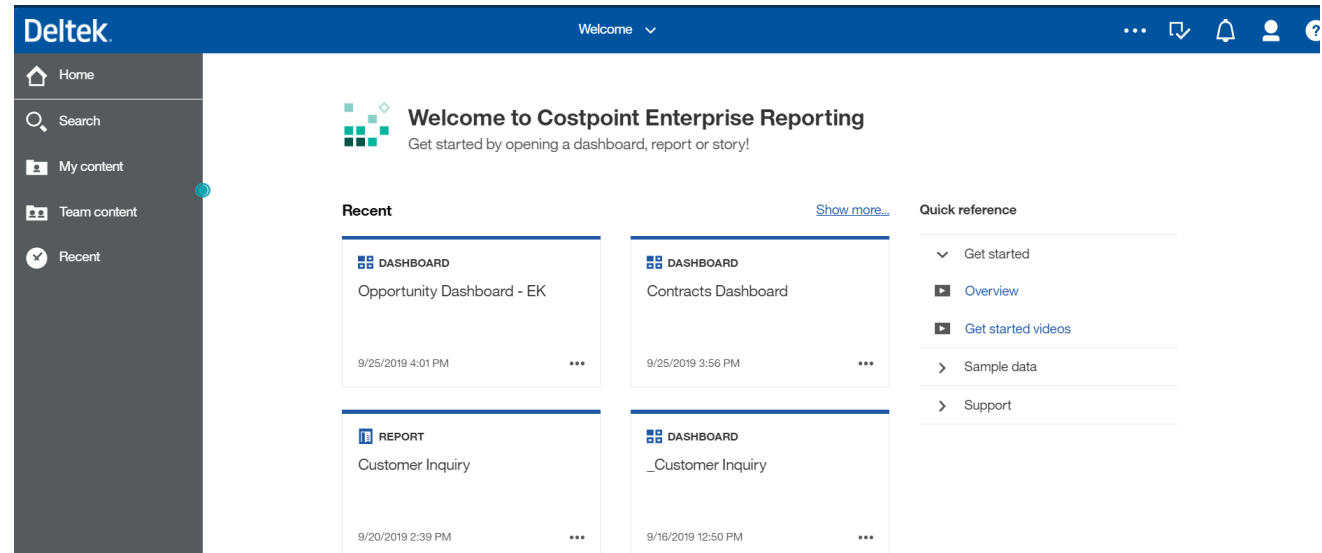 Deltek.
Welcome
?
Home
Search
My content
Team content
Recent
Welcome to Costpoint Enterprise Reporting
Get started by opening a dashboard, report or story!
Recent
Show more...
DASHBOARD
Opportunity Dashboard - EK
9/25/2019 4:01 PM
DASHBOARD
Contracts Dashboard
9/25/2019 3:56 PM
REPORT
Customer Inquiry
9/20/2019 2:39 PM
DASHBOARD
_Customer Inquiry
9/16/2019 12:50 PM
Quick reference
Get started
Overview
Get started videos
Sample data
Support